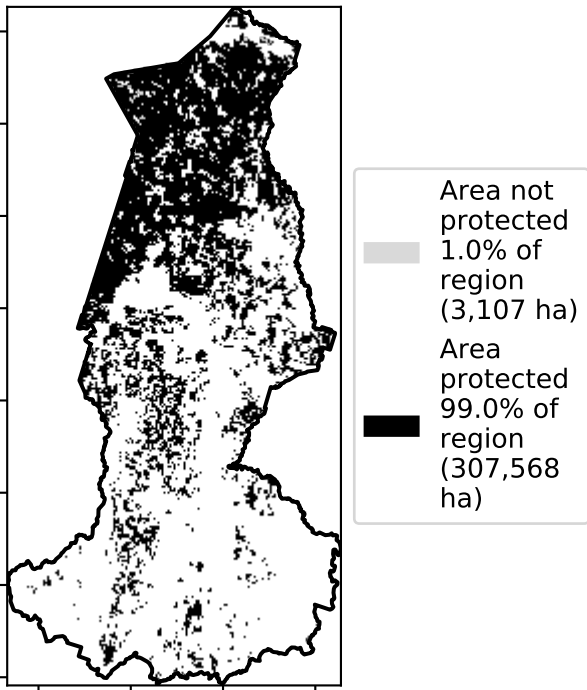 Area not
protected
1.0% of
region
(3,107 ha)
Area
protected
99.0% of
region
(307,568
ha)